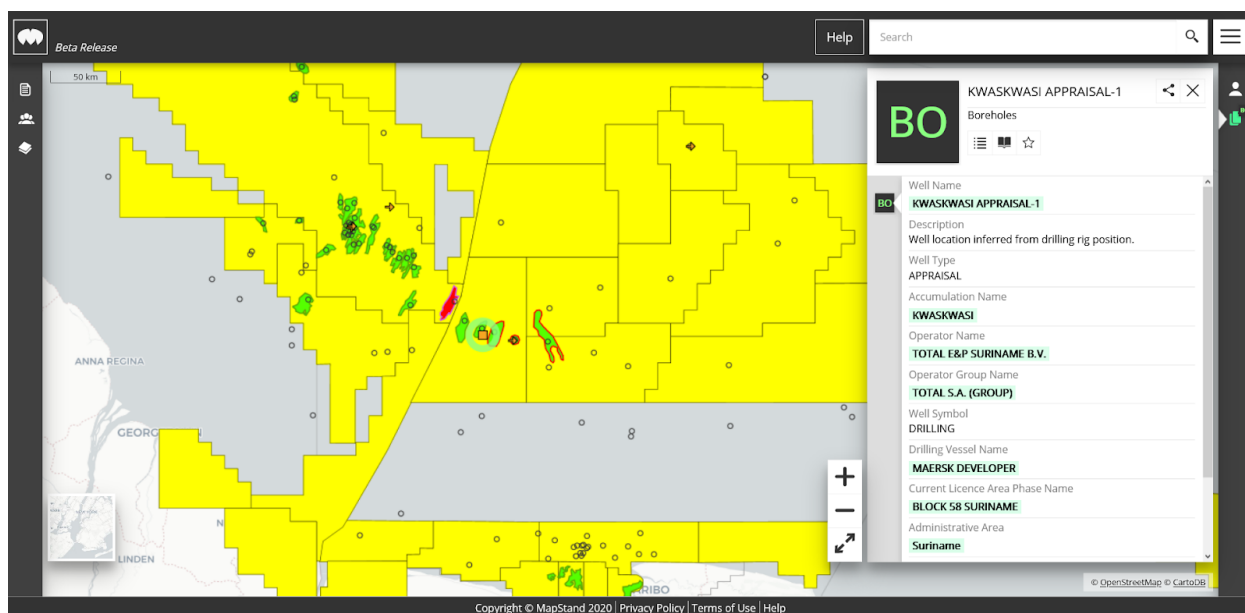 Beta Release
Help
Search
50 km
ANNA REGINA
LINDEN
BO
KWASKWASI APPRAISAL-1
Boreholes
BO
Well Name
KWASKWASI APPRAISAL-1
Description
Well location inferred from drilling rig position.
Well Type
APPRAISAL
Accumulation Name
KWASKWASI
Operator Name
TOTAL E&P SURINAME B.V.
Operator Group Name
TOTAL S.A. (GROUP)
Well Symbol
DRILLING
Drilling Vessel Name
MAERSK DEVELOPER
Current Licence Area Phase Name
BLOCK 58 SURINAME
Administrative Area
Suriname
© OpenStreetMap © CartoDB
Copyright © MapStand 2020 | Privacy Policy | Terms of Use | Help